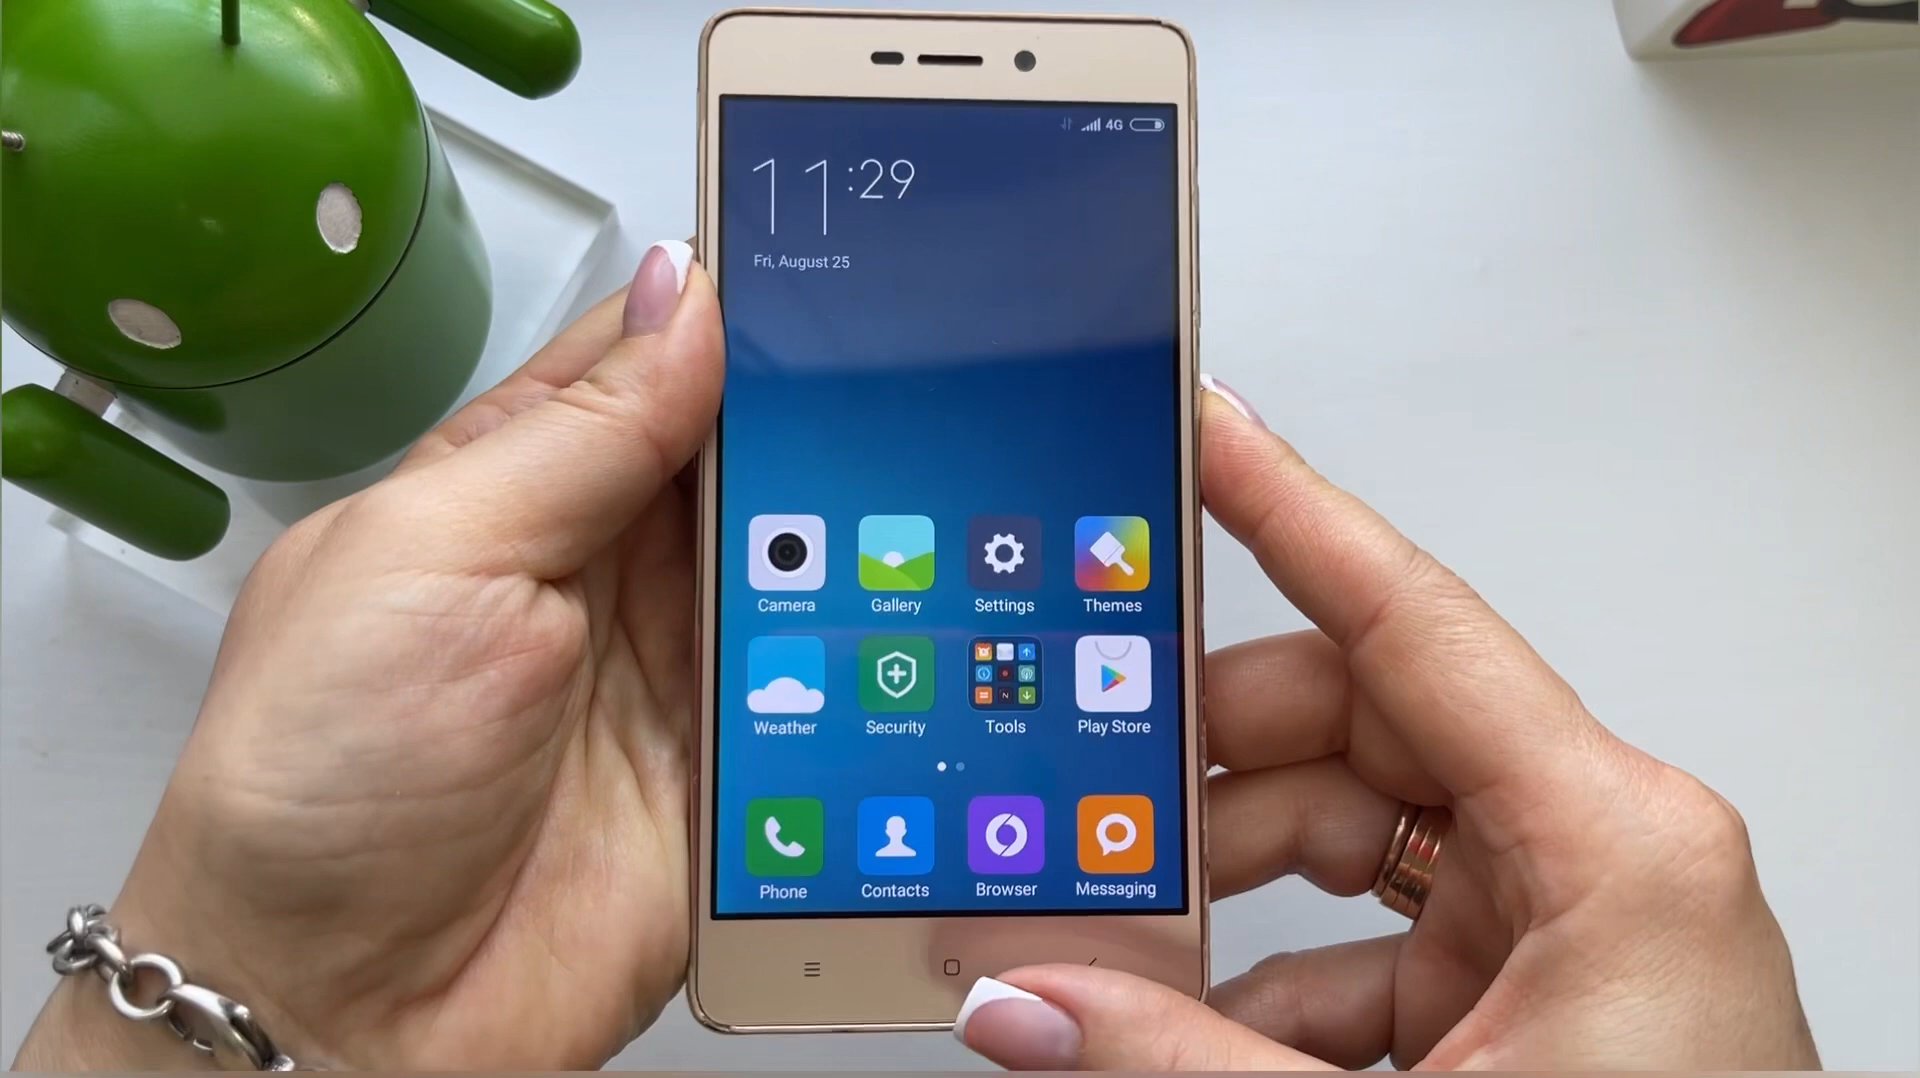 4G
11:29
Fri, August 25
Camera Gallery Settings Themes
Weather Security Tools Play Store
Phone Contacts Browser Messaging